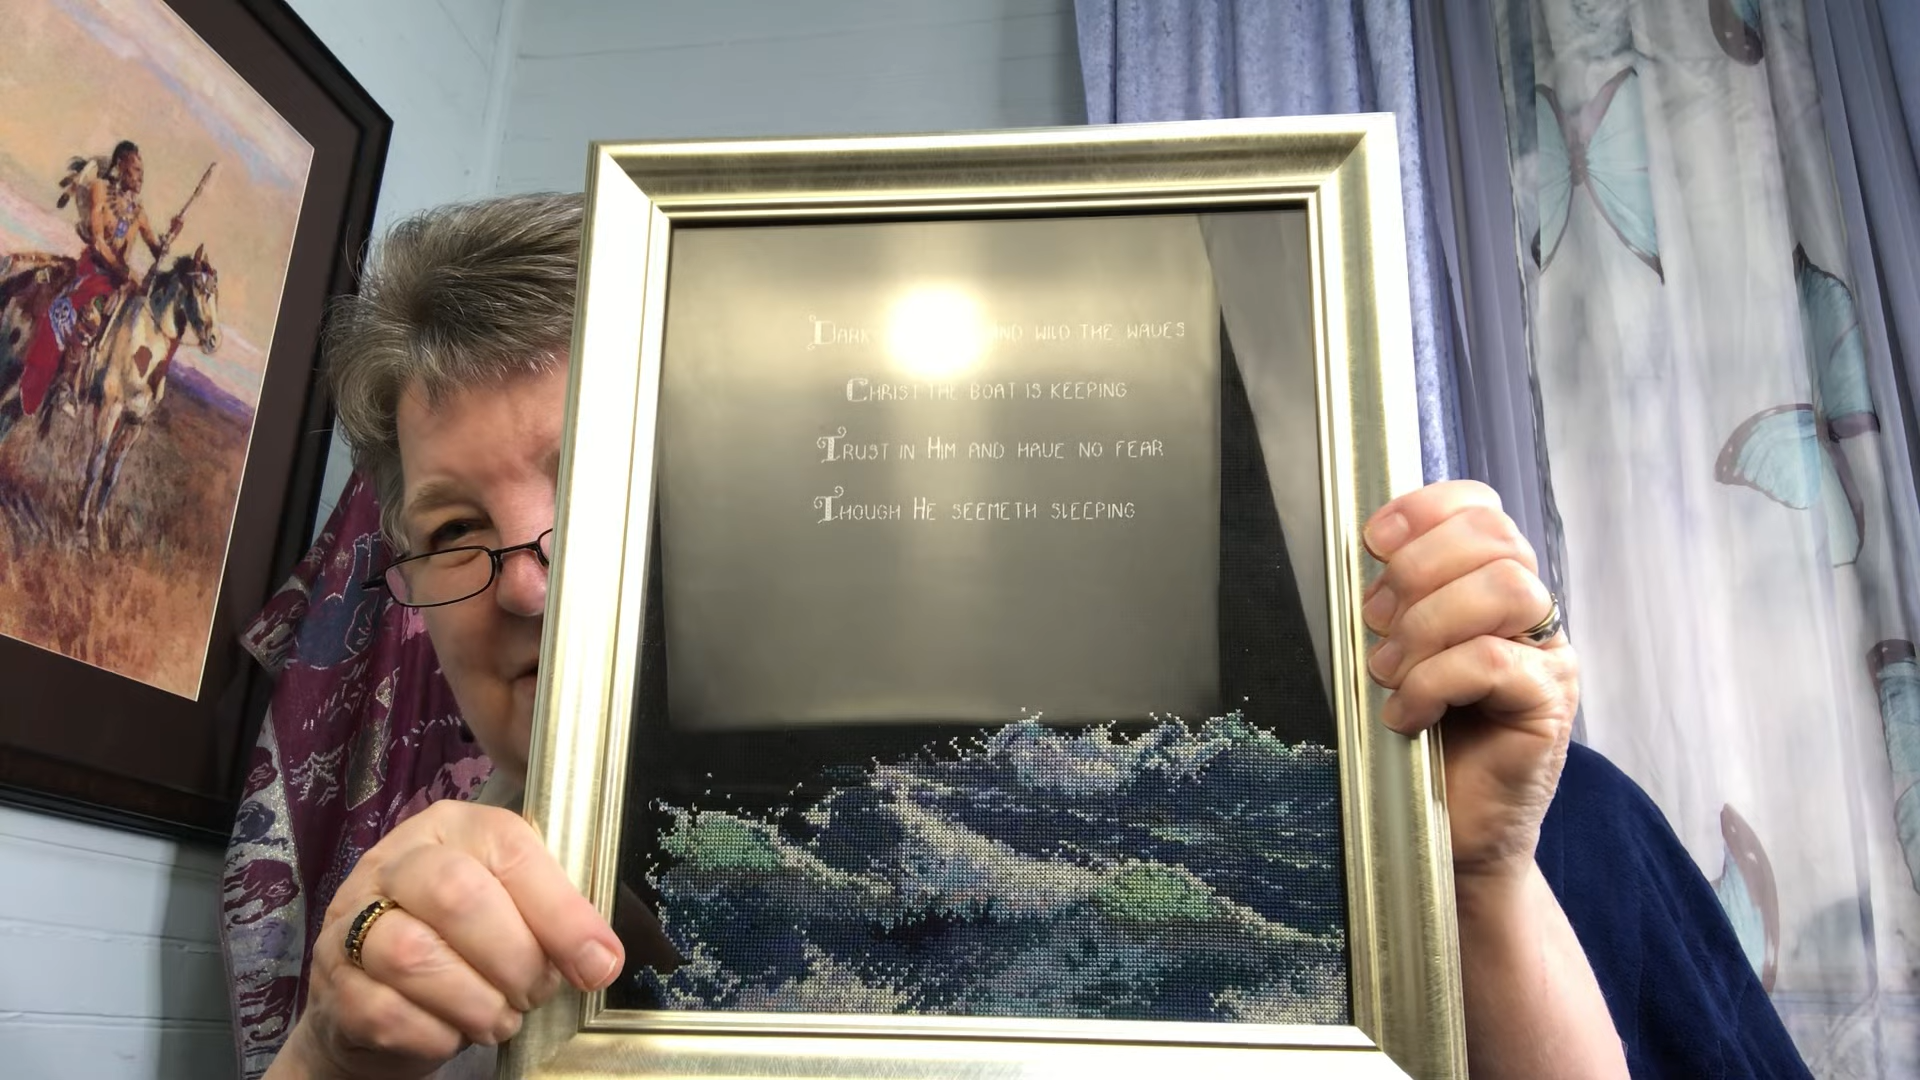 Dark and wild the waves
Christ the boat is keeping
Trust in Him and have no fear
Though He seemeth sleeping